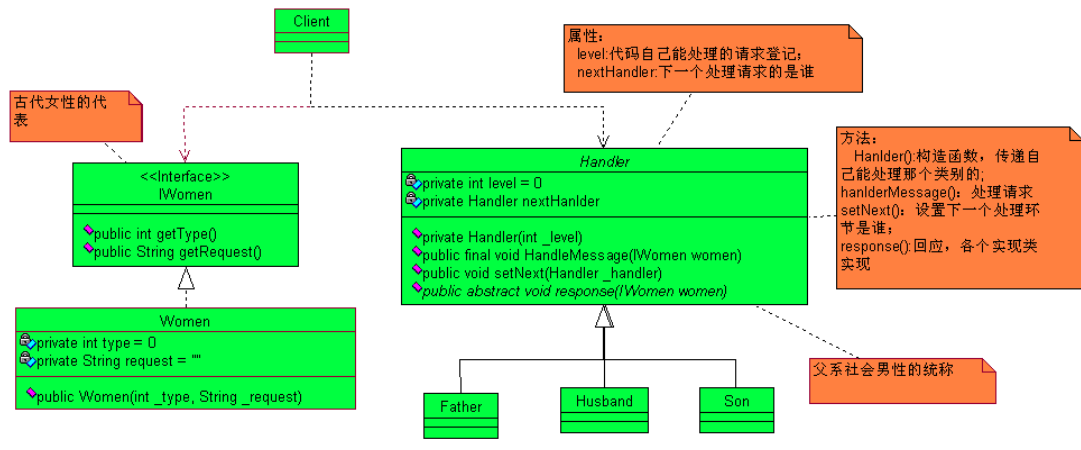 Client
属性：
level:代码自己能处理的请求登记；
nextHandler:下一个处理请求的是谁
古代女性的代
表
<<Interface>>
IWomen
public int getType()
public String getRequest()
Handler
private int level = 0
private Handler nextHanlder
private Handler(int _level)
public final void HandleMessage(IWomen women)
public void setNext(Handler _handler)
public abstract void response(IWomen women)
方法：
Hanlder():构造函数，传递自
己能处理那个类别的;
hanlderMessage()：处理请求
setNext()：设置下一个处理环
节是谁；
response():回应，各个实现类
实现
Women
private int type = 0
private String request = ""
public Women(int _type, String _request)
Father
Husband
Son
父系社会男性的统称